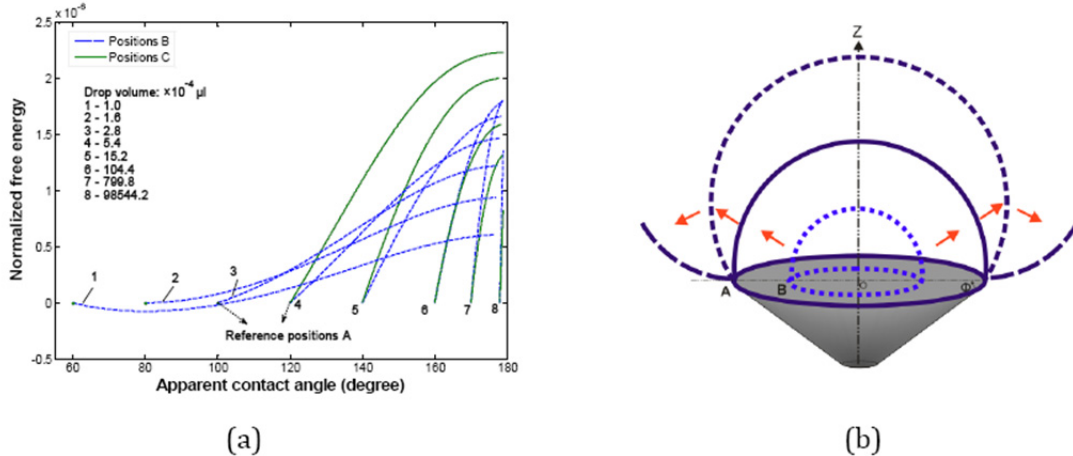 2.5 ×10⁻⁶
Positions B
Positions C
Drop volume: ×10⁻⁴ μl
1 - 1.0
2 - 1.6
3 - 2.8
4 - 5.4
5 - 15.2
6 - 104.4
7 - 799.8
8 - 98544.2
2
1.5
1
0.5
0
-0.5
Normalized free energy
1
2
3
4
5
6
7
8
Reference positions A
60
80
100
120
140
160
180
Apparent contact angle (degree)
(a)
Z
A
B
O
(b)